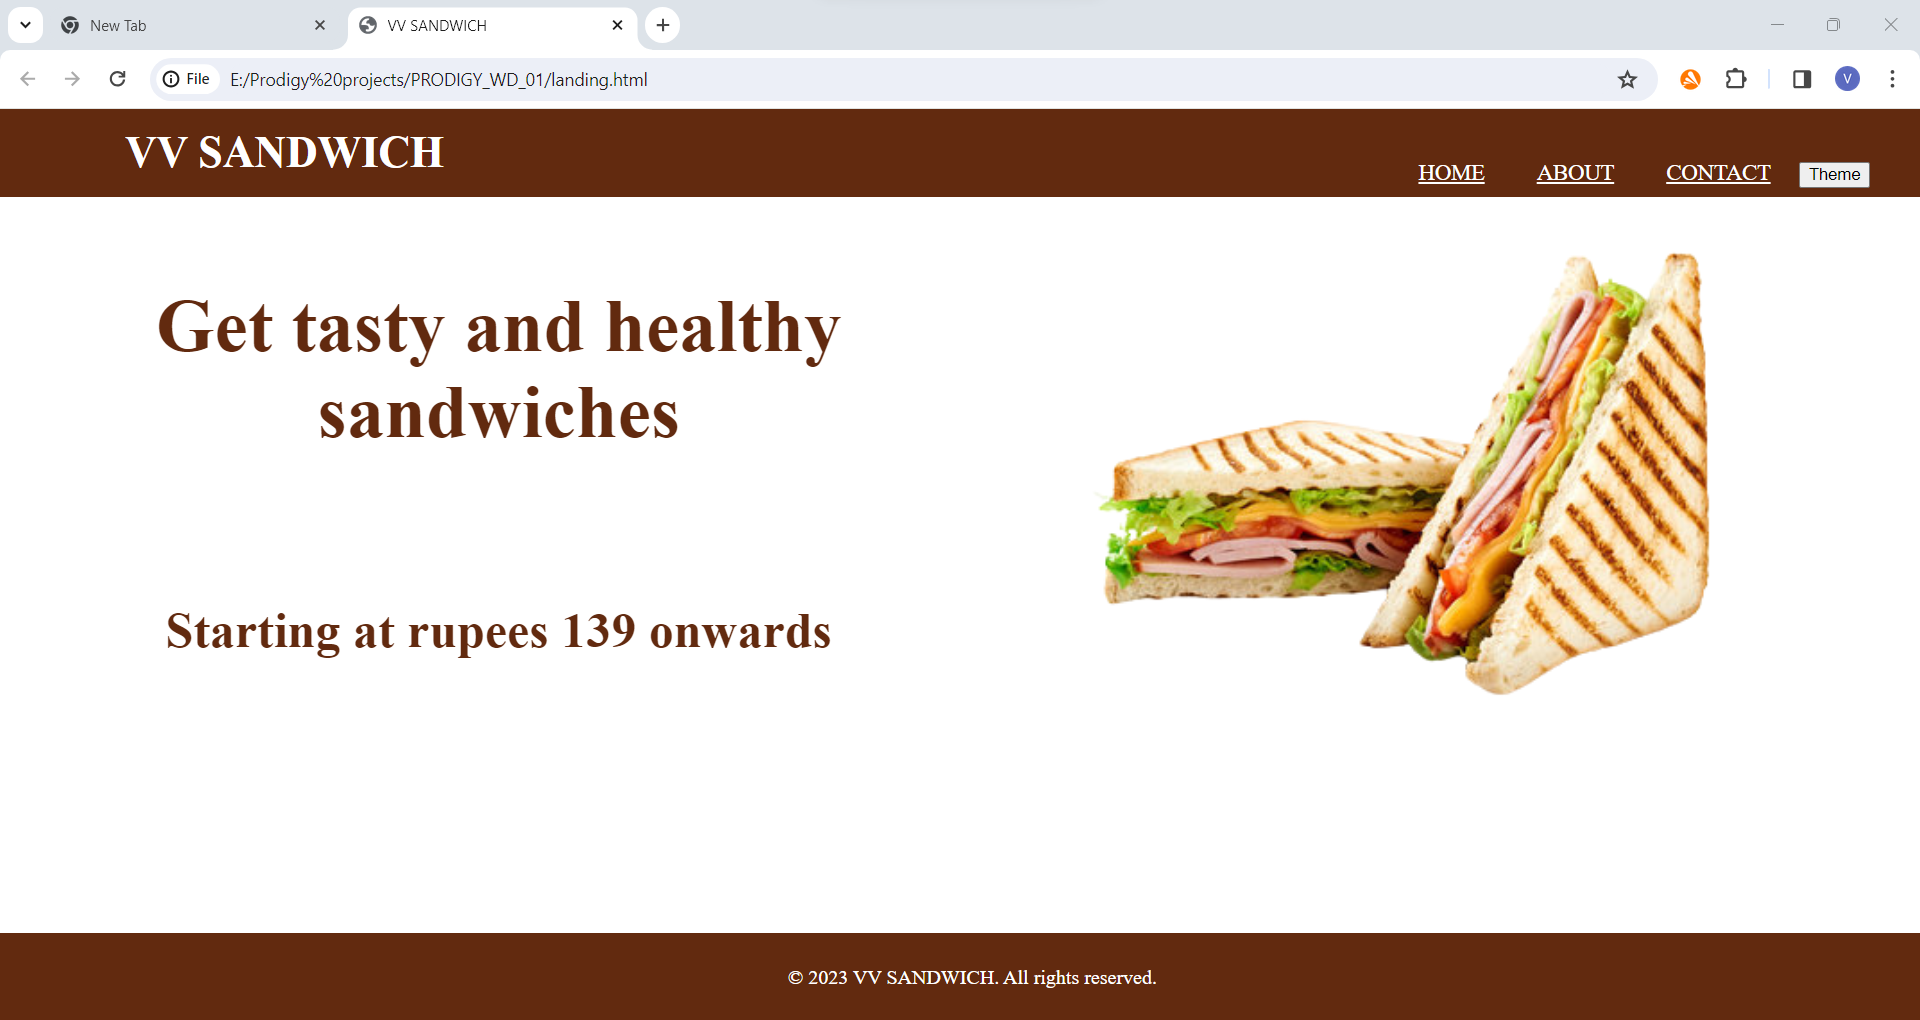 New Tab
VV SANDWICH
File
E:/Prodigy%20projects/PRODIGY_WD_01/landing.html
V
VV SANDWICH
HOME
ABOUT
CONTACT
Theme
Get tasty and healthy
sandwiches
Starting at rupees 139 onwards
© 2023 VV SANDWICH. All rights reserved.